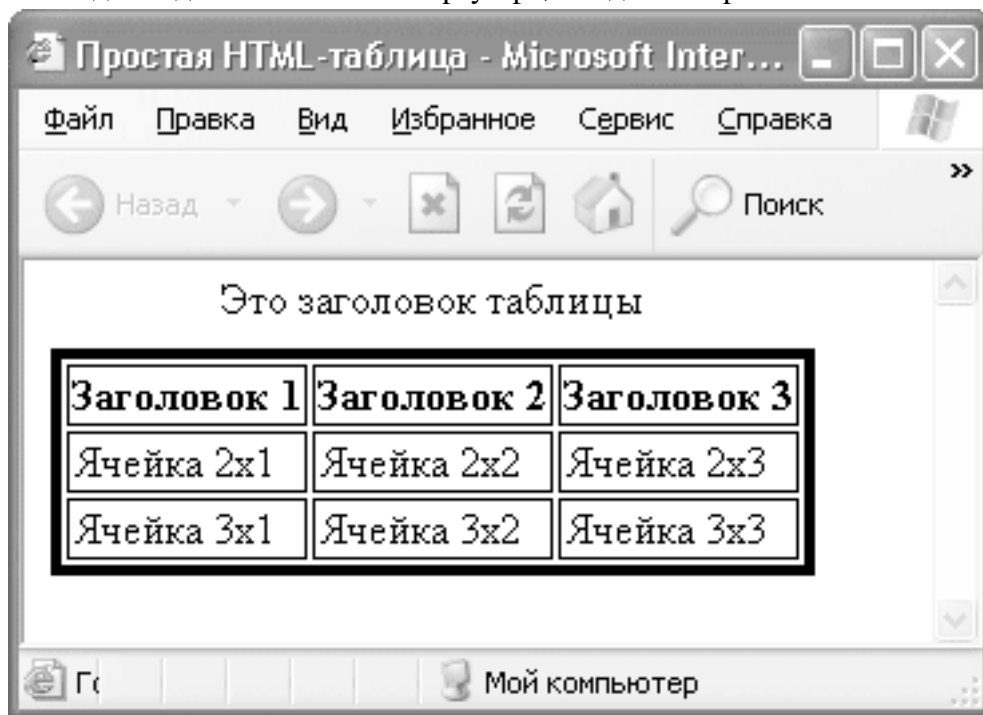 Простая HTML-таблица - Microsoft Inter...
Файл Правка Вид Избранное Сервис Справка
Назад Поиск »
Это заголовок таблицы
Заголовок 1 Заголовок 2 Заголовок 3
Ячейка 2x1 Ячейка 2x2 Ячейка 2x3
Ячейка 3x1 Ячейка 3x2 Ячейка 3x3
Мой компьютер